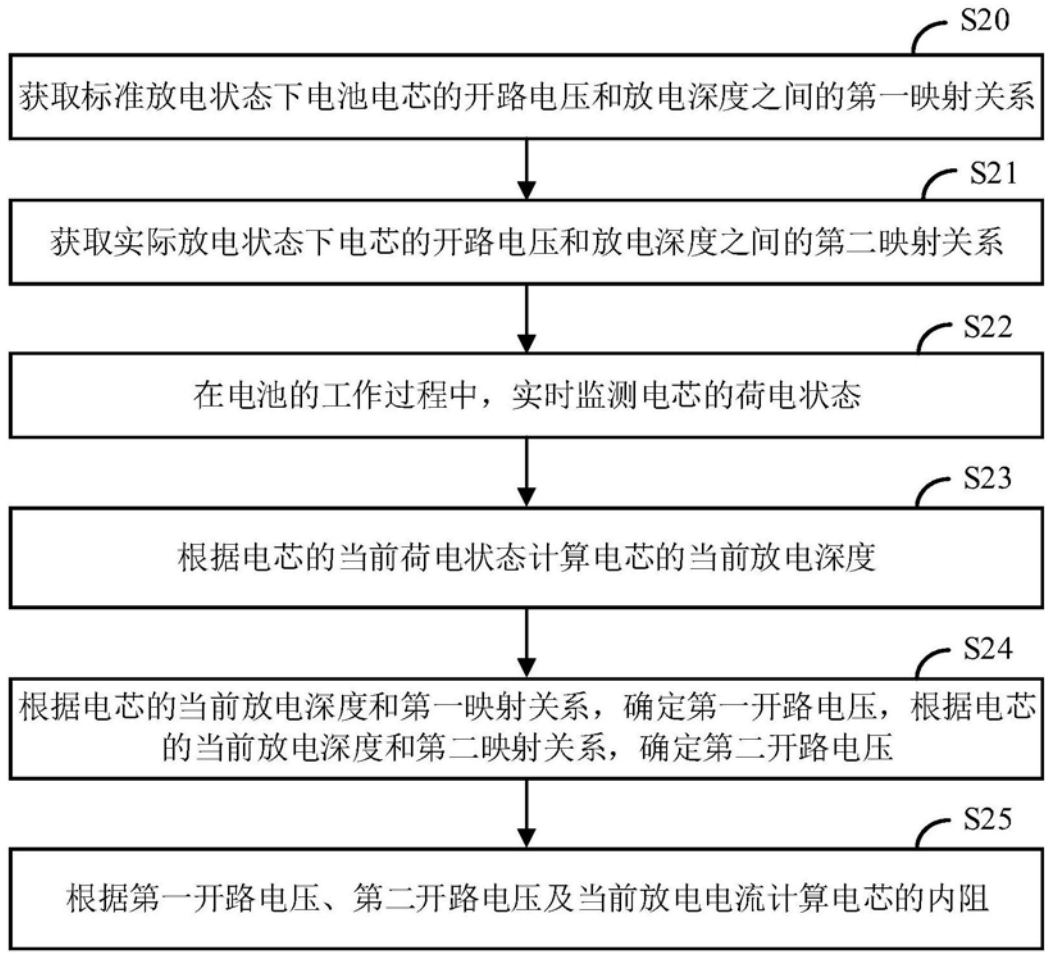 S20
获取标准放电状态下电池电芯的开路电压和放电深度之间的第一映射关系
S21
获取实际放电状态下电芯的开路电压和放电深度之间的第二映射关系
S22
在电池的工作过程中，实时监测电芯的荷电状态
S23
根据电芯的当前荷电状态计算电芯的当前放电深度
S24
根据电芯的当前放电深度和第一映射关系，确定第一开路电压，根据电芯
的当前放电深度和第二映射关系，确定第二开路电压
S25
根据第一开路电压、第二开路电压及当前放电电流计算电芯的内阻